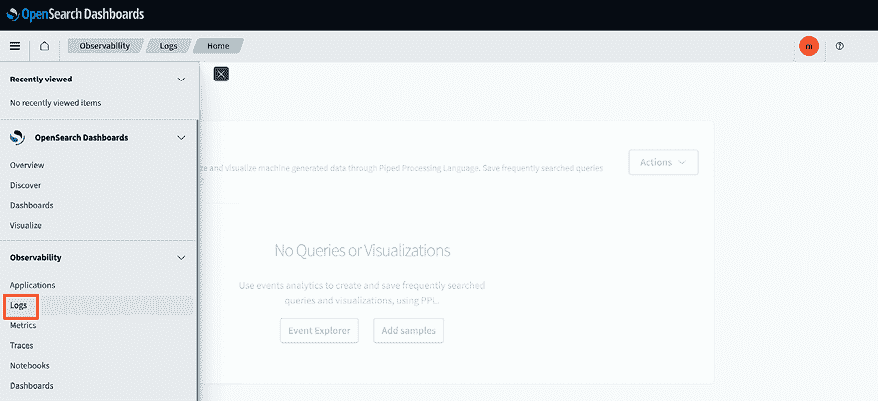 OpenSearch Dashboards
Observability Logs Home
m
Recently viewed
No recently viewed items
OpenSearch Dashboards
Overview
Discover
Dashboards
Visualize
Observability
Applications
Logs
Metrics
Traces
Notebooks
Dashboards
and visualize machine generated data through Piped Processing Language. Save frequently searched queries
Actions
No Queries or Visualizations
Use events analytics to create and save frequently searched
queries and visualizations, using PPL.
Event Explorer Add samples